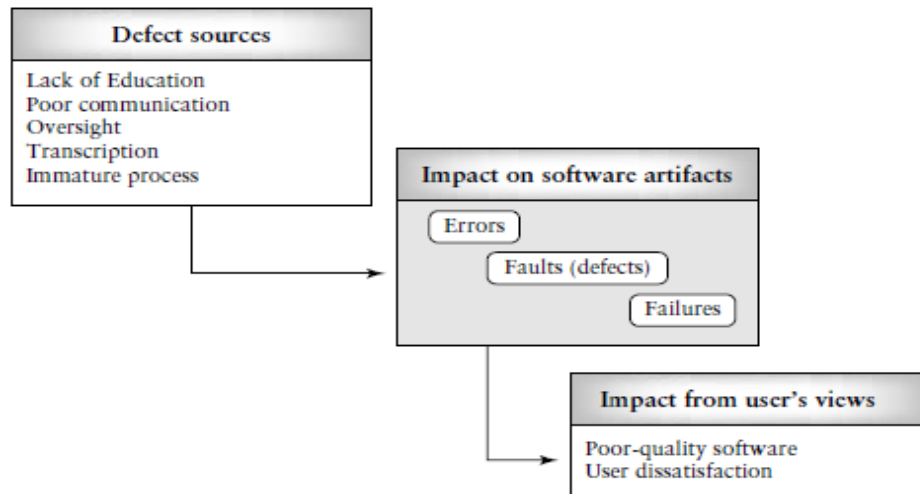 Defect sources
Lack of Education
Poor communication
Oversight
Transcription
Immature process
Impact on software artifacts
Errors
Faults (defects)
Failures
Impact from user's views
Poor-quality software
User dissatisfaction